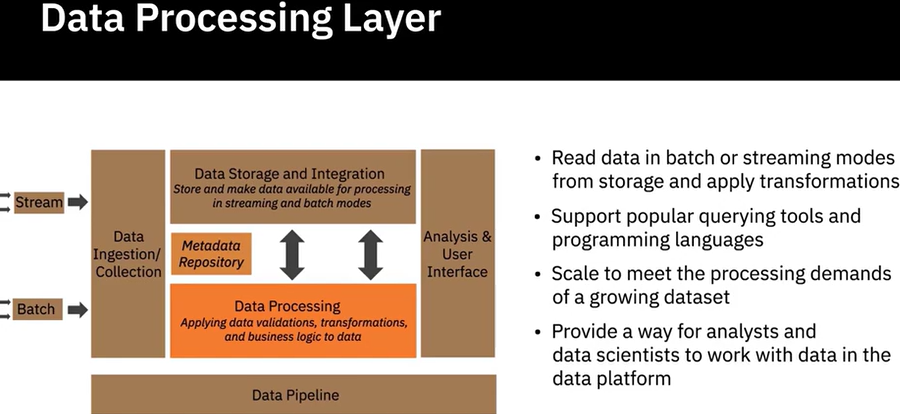 Data Processing Layer
Stream
Batch
Data
Ingestion/
Collection
Data Storage and Integration
Store and make data available for processing
in streaming and batch modes
Metadata
Repository
Data Processing
Applying data validations, transformations,
and business logic to data
Analysis &
User
Interface
Data Pipeline
• Read data in batch or streaming modes
from storage and apply transformations
• Support popular querying tools and
programming languages
• Scale to meet the processing demands
of a growing dataset
• Provide a way for analysts and
data scientists to work with data in the
data platform